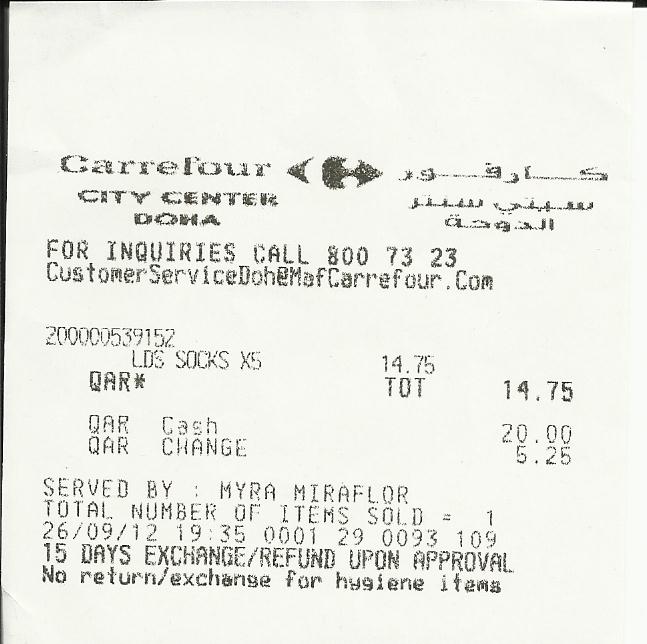 Carrefour كارفور
CITY CENTER سيتي سنتر
DOHA الدوحة
FOR INQUIRIES CALL 800 73 23
CustomerServiceDoh@MafCarrefour.Com
200000539152
LDS SOCKS X5 14.75
QAR* TOT 14.75
QAR Cash 20.00
QAR CHANGE 5.25
SERVED BY : MYRA MIRAFLOR
TOTAL NUMBER OF ITEMS SOLD = 1
26/09/12 19:35 0001 29 0093 109
15 DAYS EXCHANGE/REFUND UPON APPROVAL
No return/exchange for hygiene items